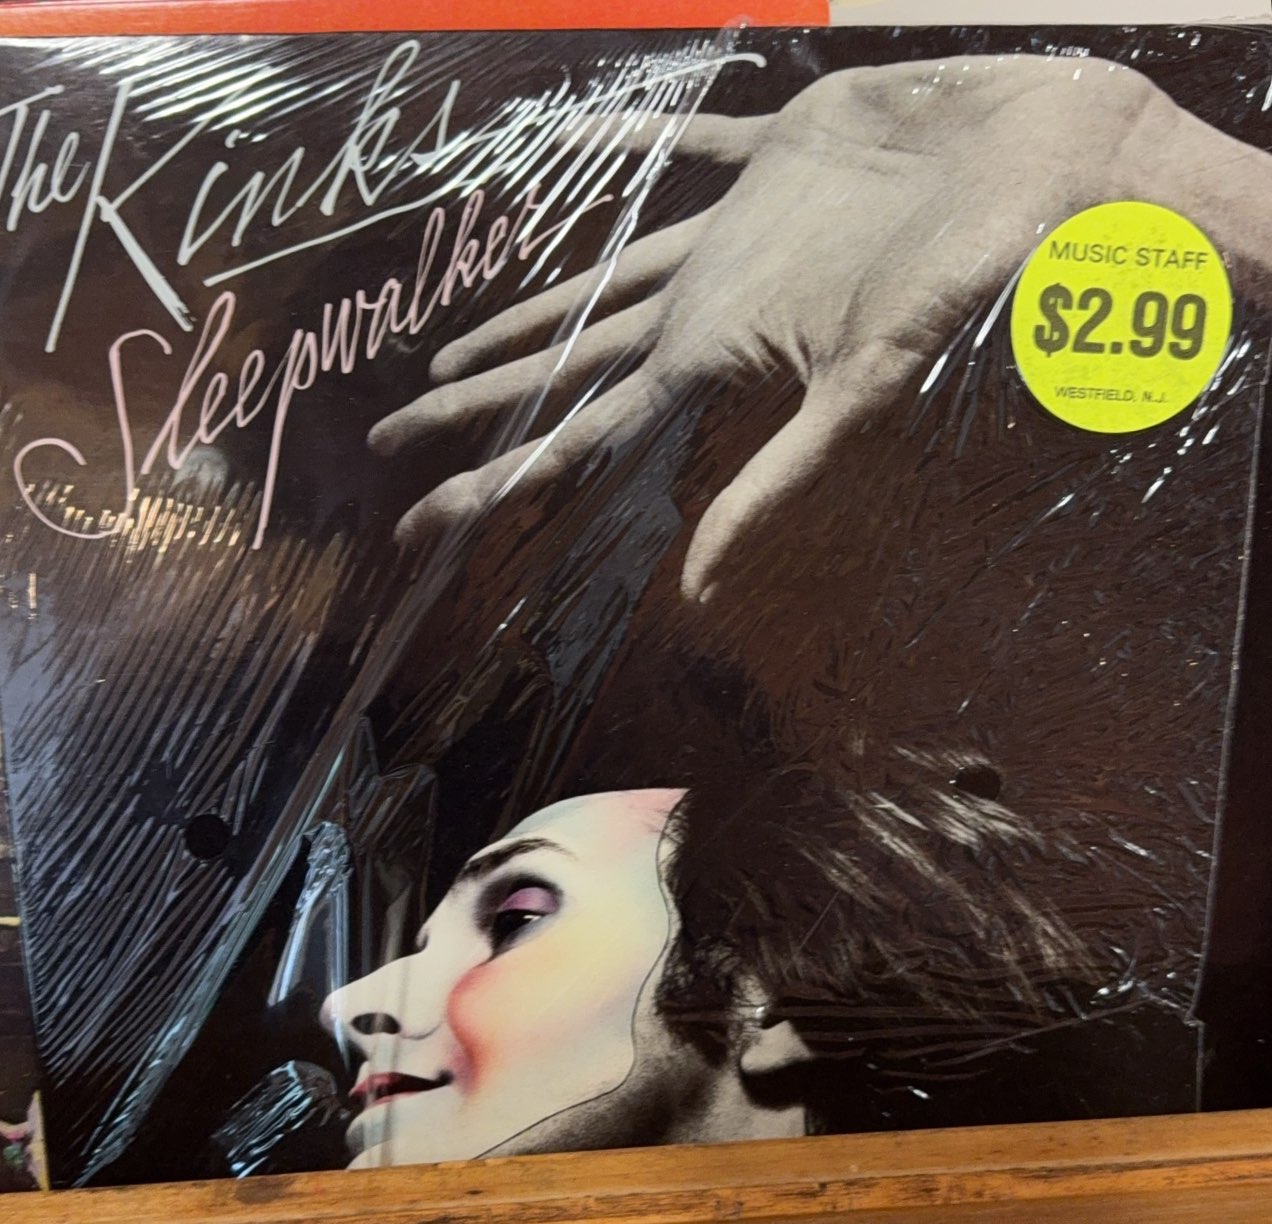 The Kinks
Sleepwalker
MUSIC STAFF
$2.99
WESTFIELD, N.J.